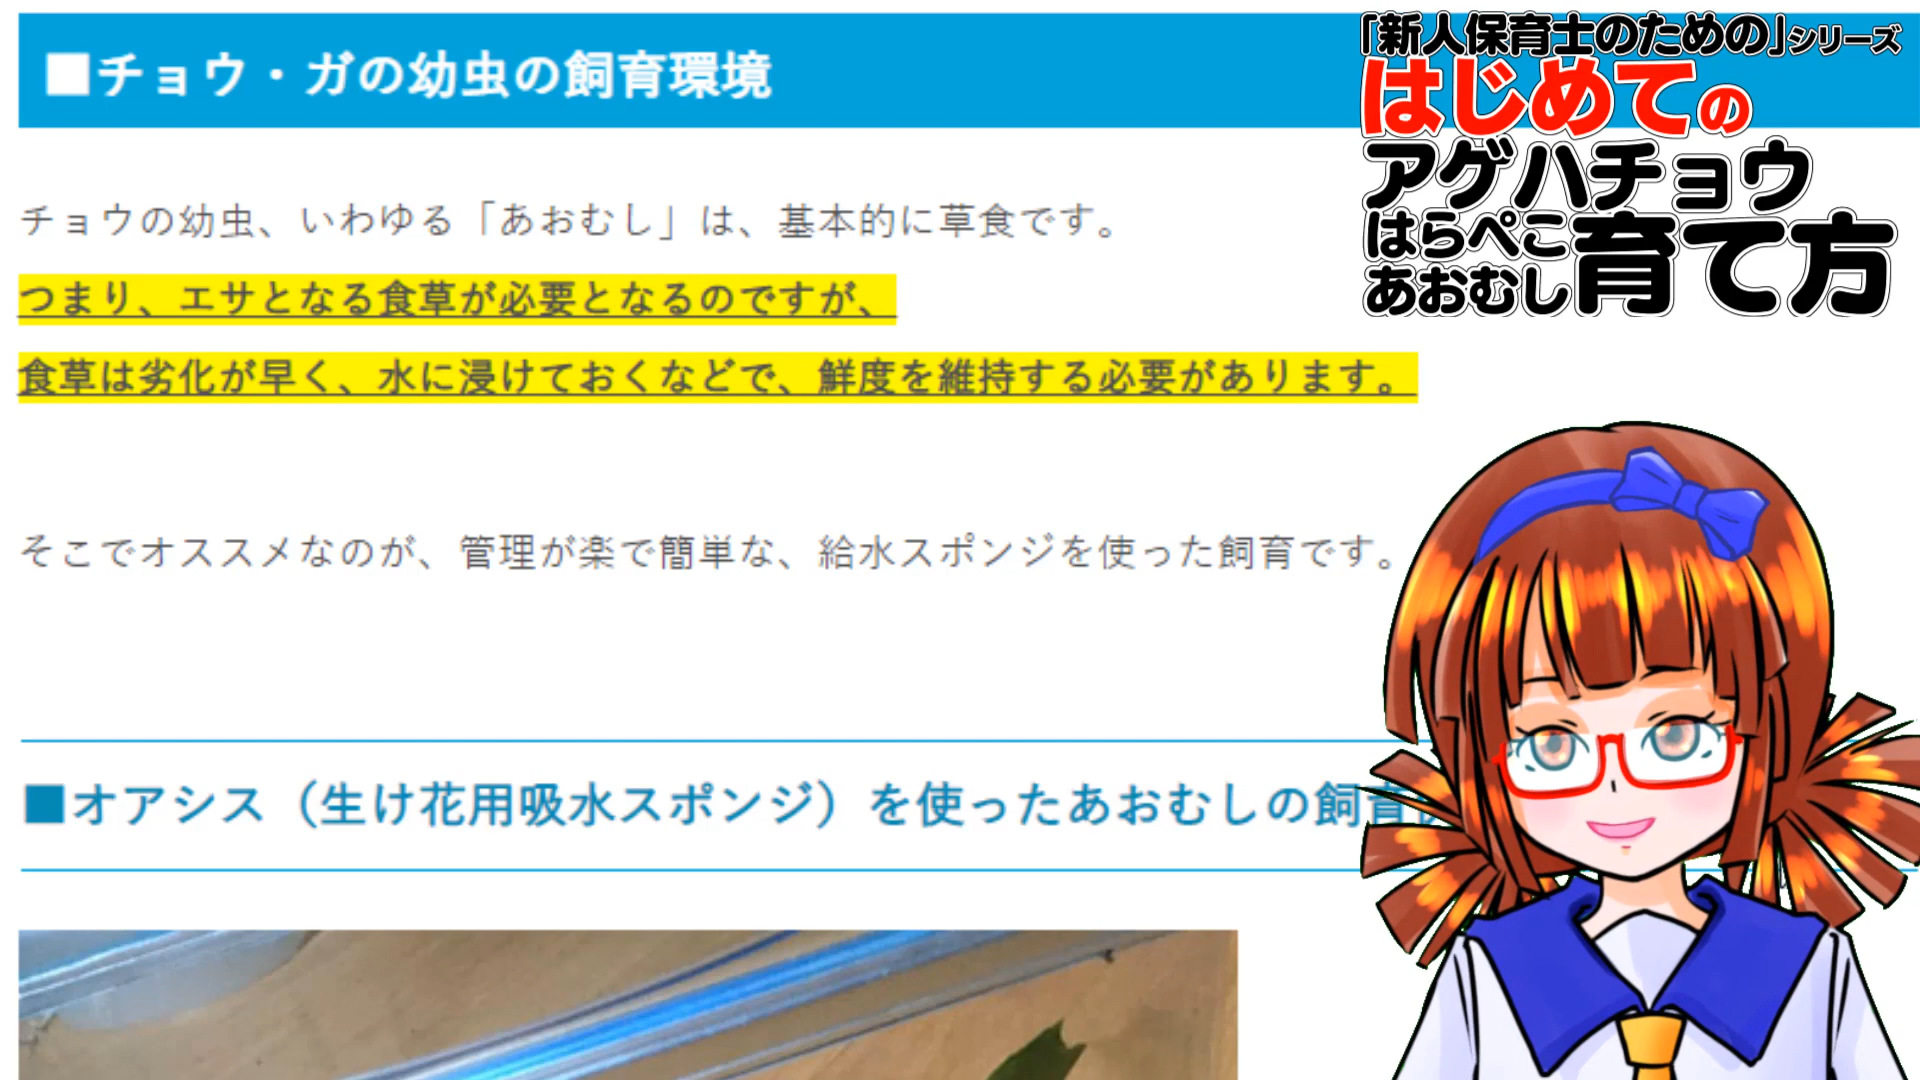 ■チョウ・ガの幼虫の飼育環境
「新人保育士のための」シリーズ
はじめての
アゲハチョウ
はらぺこ
あおむし育て方
チョウの幼虫、いわゆる「あおむし」は、基本的に草食です。
つまり、エサとなる食草が必要となるのですが、
食草は劣化が早く、水に浸けておくなどで、鮮度を維持する必要があります。
そこでオススメなのが、管理が楽で簡単な、給水スポンジを使った飼育です。
■オアシス（生け花用吸水スポンジ）を使ったあおむしの飼育